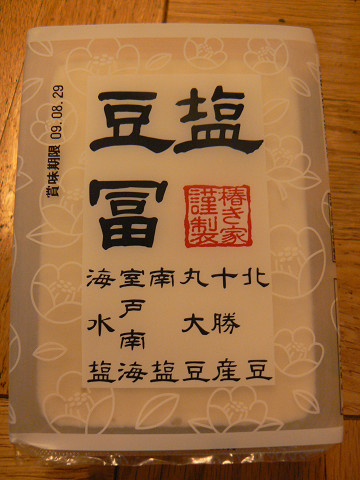 塩
豆冨
椿き家
謹製
北豆
十勝産
丸大豆
南塩
室戸南海
海水塩
賞味期限 09.08.29